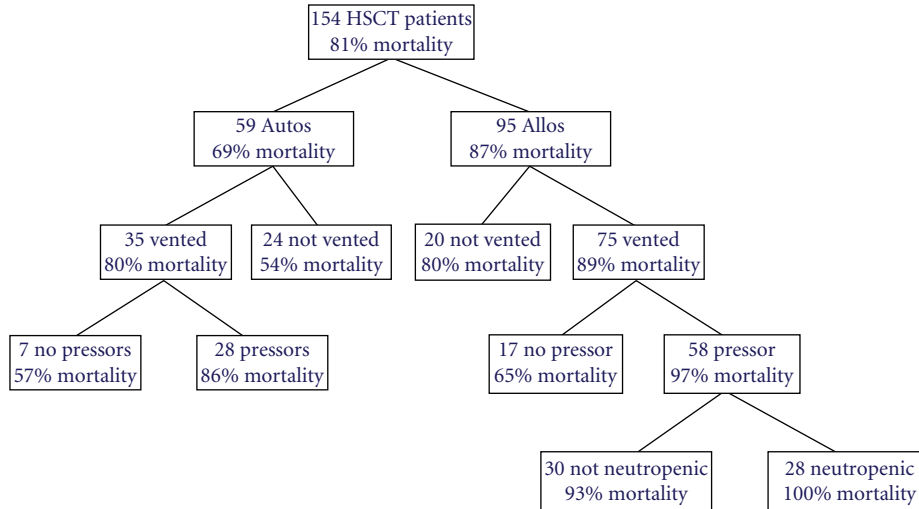 154 HSCT patients
81% mortality
59 Autos
69% mortality
95 Allos
87% mortality
35 vented
80% mortality
24 not vented
54% mortality
20 not vented
80% mortality
75 vented
89% mortality
7 no pressors
57% mortality
28 pressors
86% mortality
17 no pressor
65% mortality
58 pressor
97% mortality
30 not neutropenic
93% mortality
28 neutropenic
100% mortality